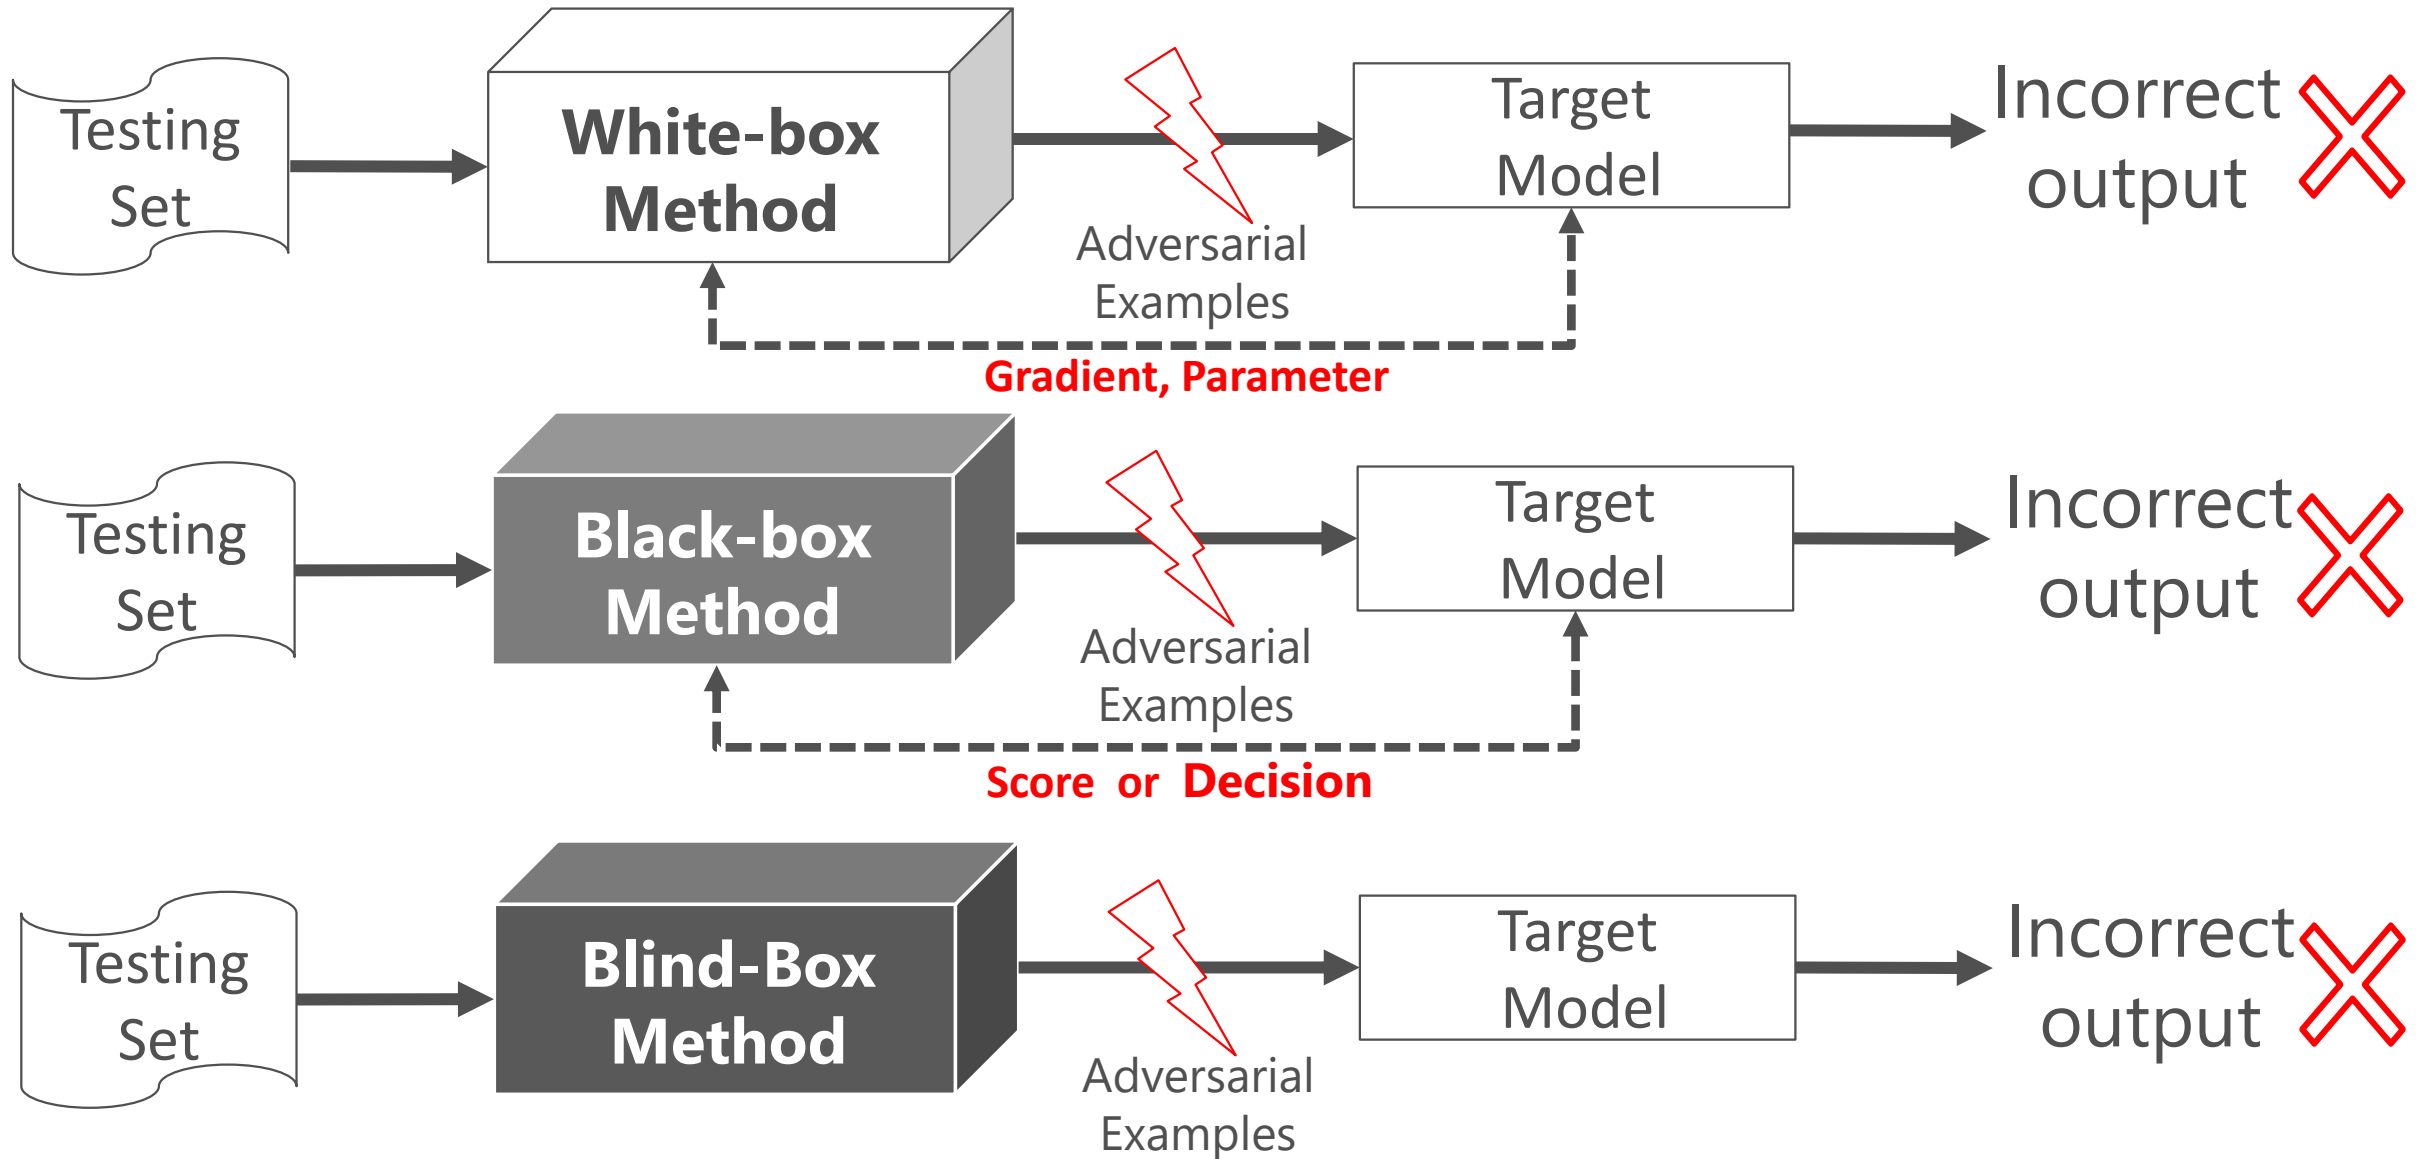 Testing
Set
White-box
Method
Adversarial
Examples
Target
Model
Incorrect
output
Gradient, Parameter
Testing
Set
Black-box
Method
Adversarial
Examples
Target
Model
Incorrect
output
Score or Decision
Testing
Set
Blind-Box
Method
Adversarial
Examples
Target
Model
Incorrect
output